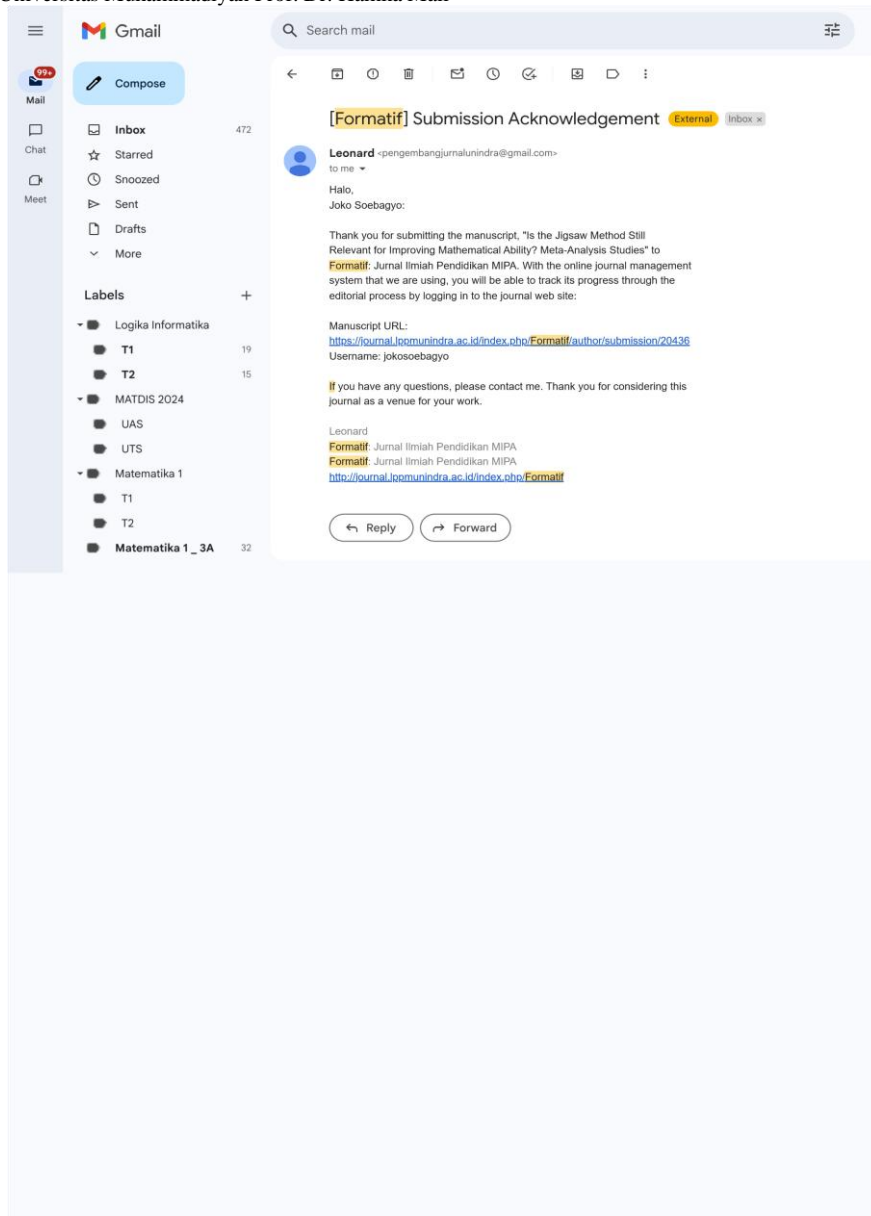 Universitas Muhammadiyah Prof. Dr. Hamka Mail
Gmail
Search mail
99+
Mail
Chat
Meet
Compose
Inbox 472
Starred
Snoozed
Sent
Drafts
More
Labels +
Logika Informatika
T1 19
T2 15
MATDIS 2024
UAS
UTS
Matematika 1
T1
T2
Matematika 1 _ 3A 32
[Formatif] Submission Acknowledgement External Inbox ×
Leonard <pengembangjurnalunindra@gmail.com>
to me
Halo,
Joko Soebagyo:
Thank you for submitting the manuscript, "Is the Jigsaw Method Still
Relevant for Improving Mathematical Ability? Meta-Analysis Studies" to
Formatif: Jurnal Ilmiah Pendidikan MIPA. With the online journal management
system that we are using, you will be able to track its progress through the
editorial process by logging in to the journal web site:
Manuscript URL:
https://journal.lppmunindra.ac.id/index.php/Formatif/author/submission/20436
Username: jokosoebagyo
If you have any questions, please contact me. Thank you for considering this
journal as a venue for your work.
Leonard
Formatif: Jurnal Ilmiah Pendidikan MIPA
Formatif: Jurnal Ilmiah Pendidikan MIPA
http://journal.lppmunindra.ac.id/index.php/Formatif
Reply
Forward